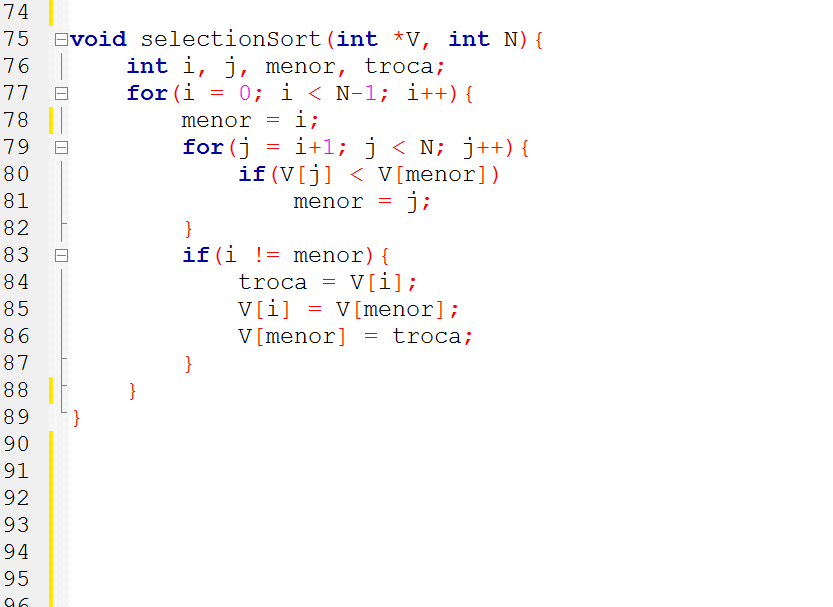 74
75 void selectionSort(int *V, int N){
76 int i, j, menor, troca;
77 for(i = 0; i < N-1; i++){
78 menor = i;
79 for(j = i+1; j < N; j++){
80 if(V[j] < V[menor])
81 menor = j;
82 }
83 if(i != menor){
84 troca = V[i];
85 V[i] = V[menor];
86 V[menor] = troca;
87 }
88 }
89 }
90
91
92
93
94
95
96